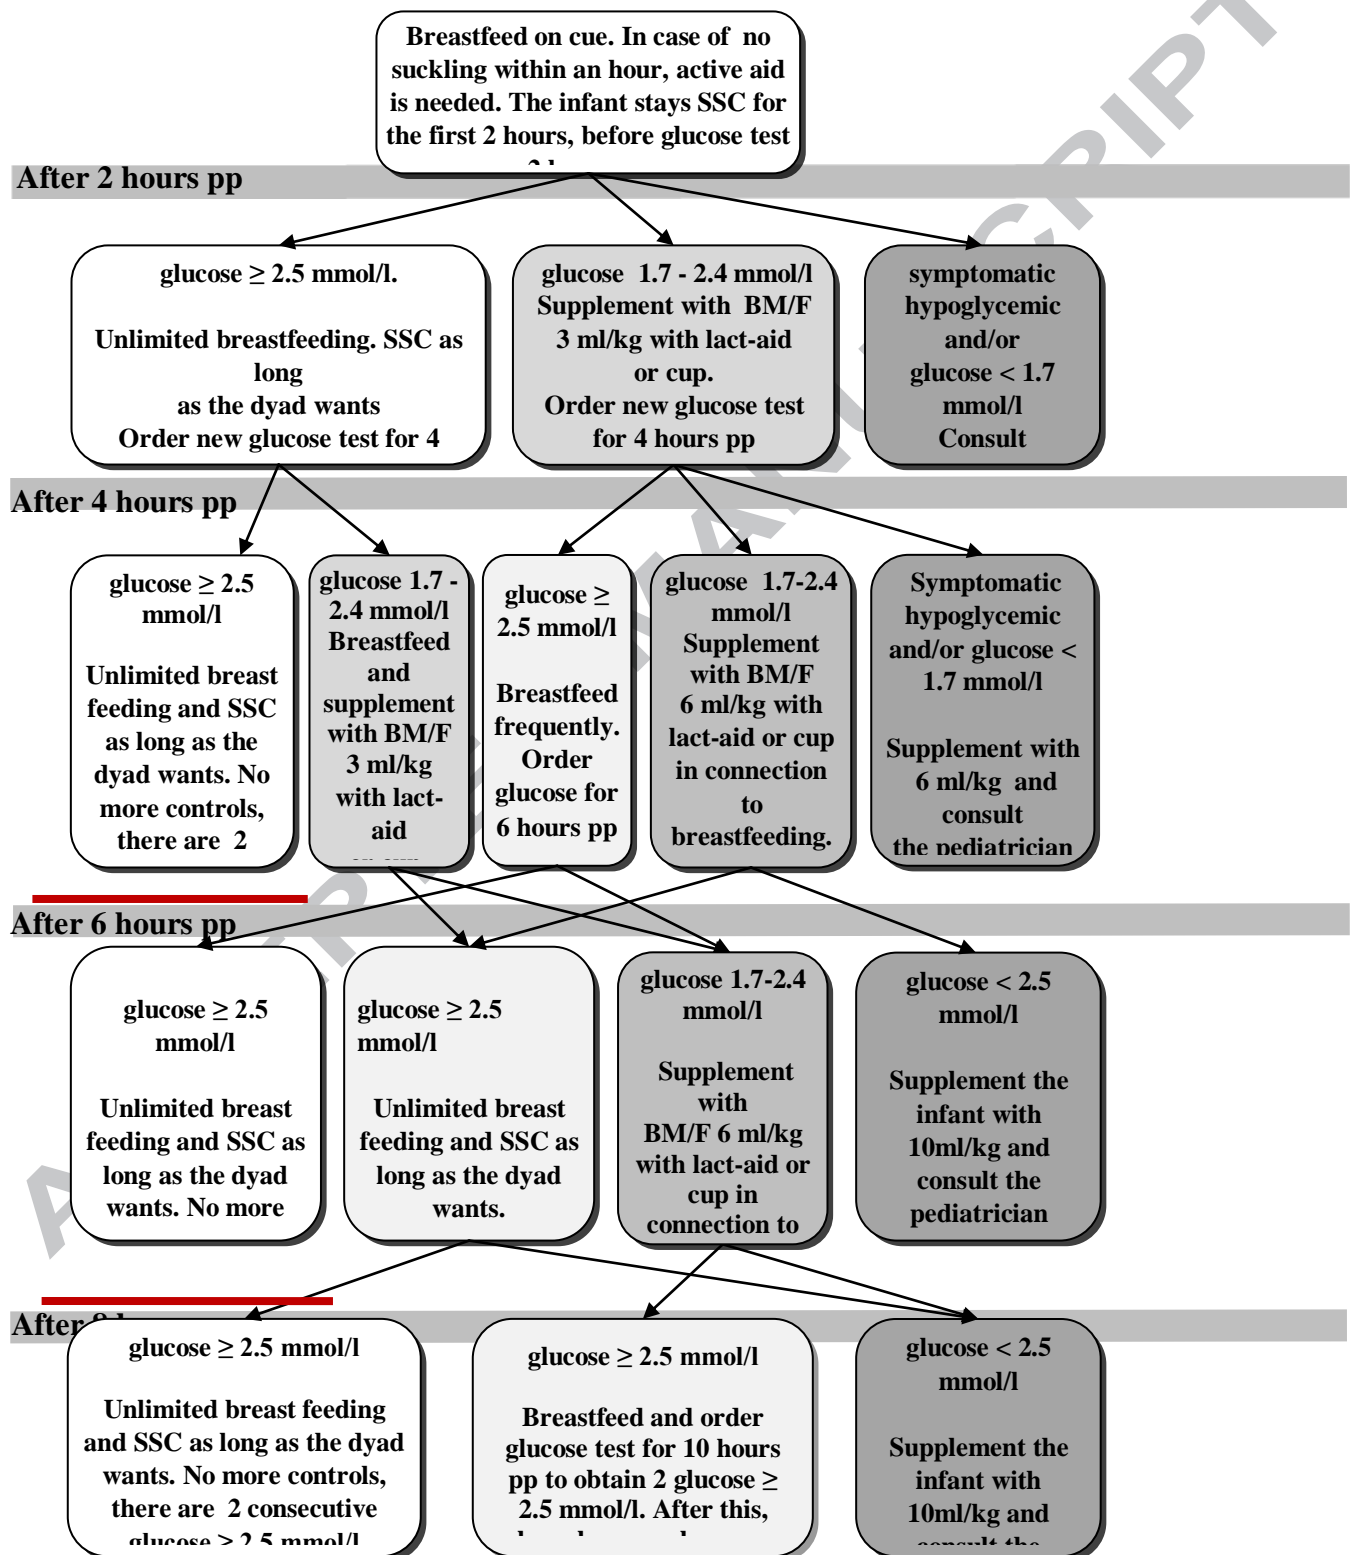 Breastfeed on cue. In case of no
suckling within an hour, active aid
is needed. The infant stays SSC for
the first 2 hours, before glucose test
After 2 hours pp
glucose ≥ 2.5 mmol/l.
Unlimited breastfeeding. SSC as
long
as the dyad wants
Order new glucose test for 4
glucose 1.7 - 2.4 mmol/l
Supplement with BM/F
3 ml/kg with lact-aid
or cup.
Order new glucose test
for 4 hours pp
symptomatic
hypoglycemic
and/or
glucose < 1.7
mmol/l
Consult
After 4 hours pp
glucose ≥ 2.5
mmol/l
Unlimited breast
feeding and SSC
as long as the
dyad wants. No
more controls,
there are 2
glucose 1.7 -
2.4 mmol/l
Breastfeed
and
supplement
with BM/F
3 ml/kg
with lact-
aid
glucose ≥
2.5 mmol/l
Breastfeed
frequently.
Order
glucose for
6 hours pp
glucose 1.7-2.4
mmol/l
Supplement
with BM/F
6 ml/kg with
lact-aid or cup
in connection
to
breastfeeding.
Symptomatic
hypoglycemic
and/or glucose <
1.7 mmol/l
Supplement with
6 ml/kg and
consult
the pediatrician
After 6 hours pp
glucose ≥ 2.5
mmol/l
Unlimited breast
feeding and SSC as
long as the dyad
wants. No more
glucose ≥ 2.5
mmol/l
Unlimited breast
feeding and SSC as
long as the dyad
wants.
glucose 1.7-2.4
mmol/l
Supplement
with
BM/F 6 ml/kg
with lact-aid or
cup in
connection to
glucose < 2.5
mmol/l
Supplement the
infant with
10ml/kg and
consult the
pediatrician
After
glucose ≥ 2.5 mmol/l
Unlimited breast feeding
and SSC as long as the dyad
wants. No more controls,
there are 2 consecutive
glucose ≥ 2.5 mmol/l
glucose ≥ 2.5 mmol/l
Breastfeed and order
glucose test for 10 hours
pp to obtain 2 glucose ≥
2.5 mmol/l. After this,
glucose < 2.5
mmol/l
Supplement the
infant with
10ml/kg and
consult the